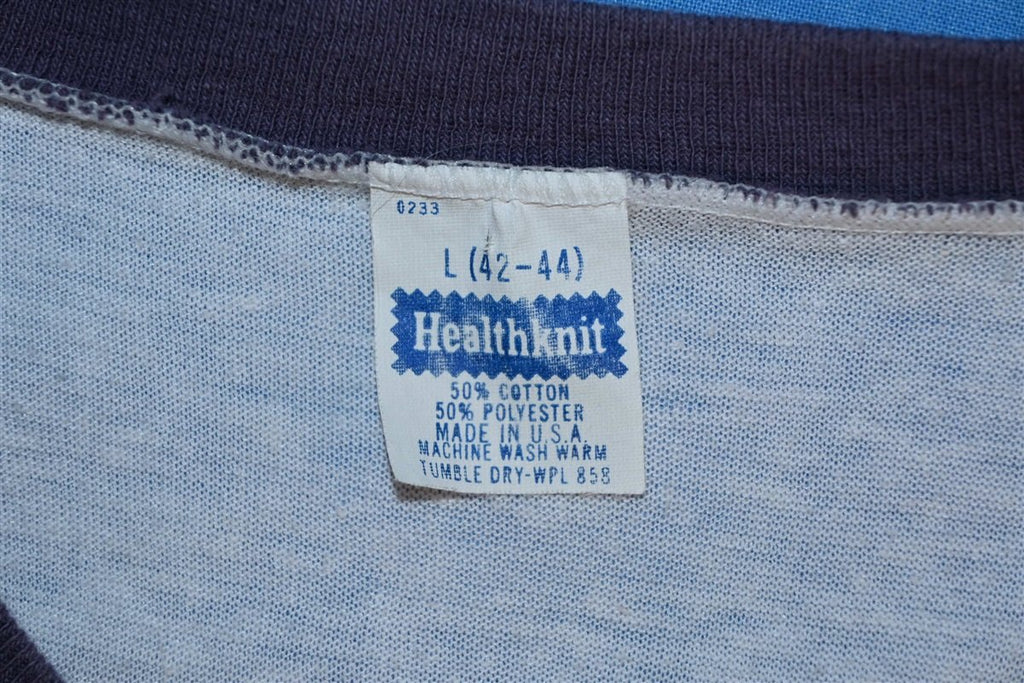 0233
L (42-44)
Healthknit
50% COTTON
50% POLYESTER
MADE IN U.S.A.
MACHINE WASH WARM
TUMBLE DRY-WPL 858